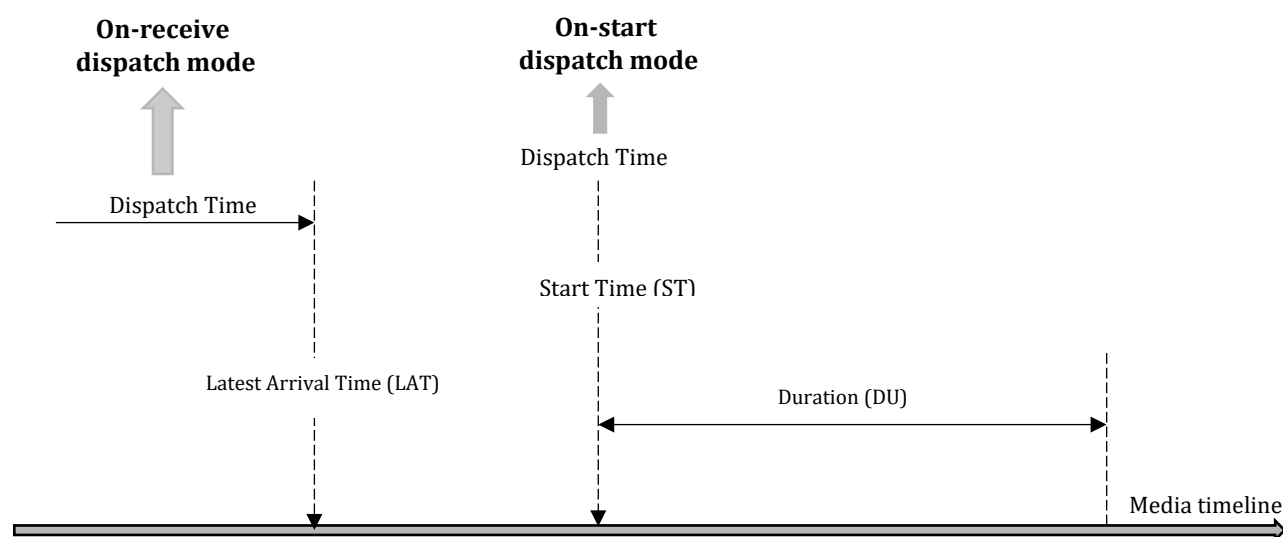 On-receive
dispatch mode
On-start
dispatch mode
Dispatch Time
Dispatch Time
Start Time (ST)
Latest Arrival Time (LAT)
Duration (DU)
Media timeline